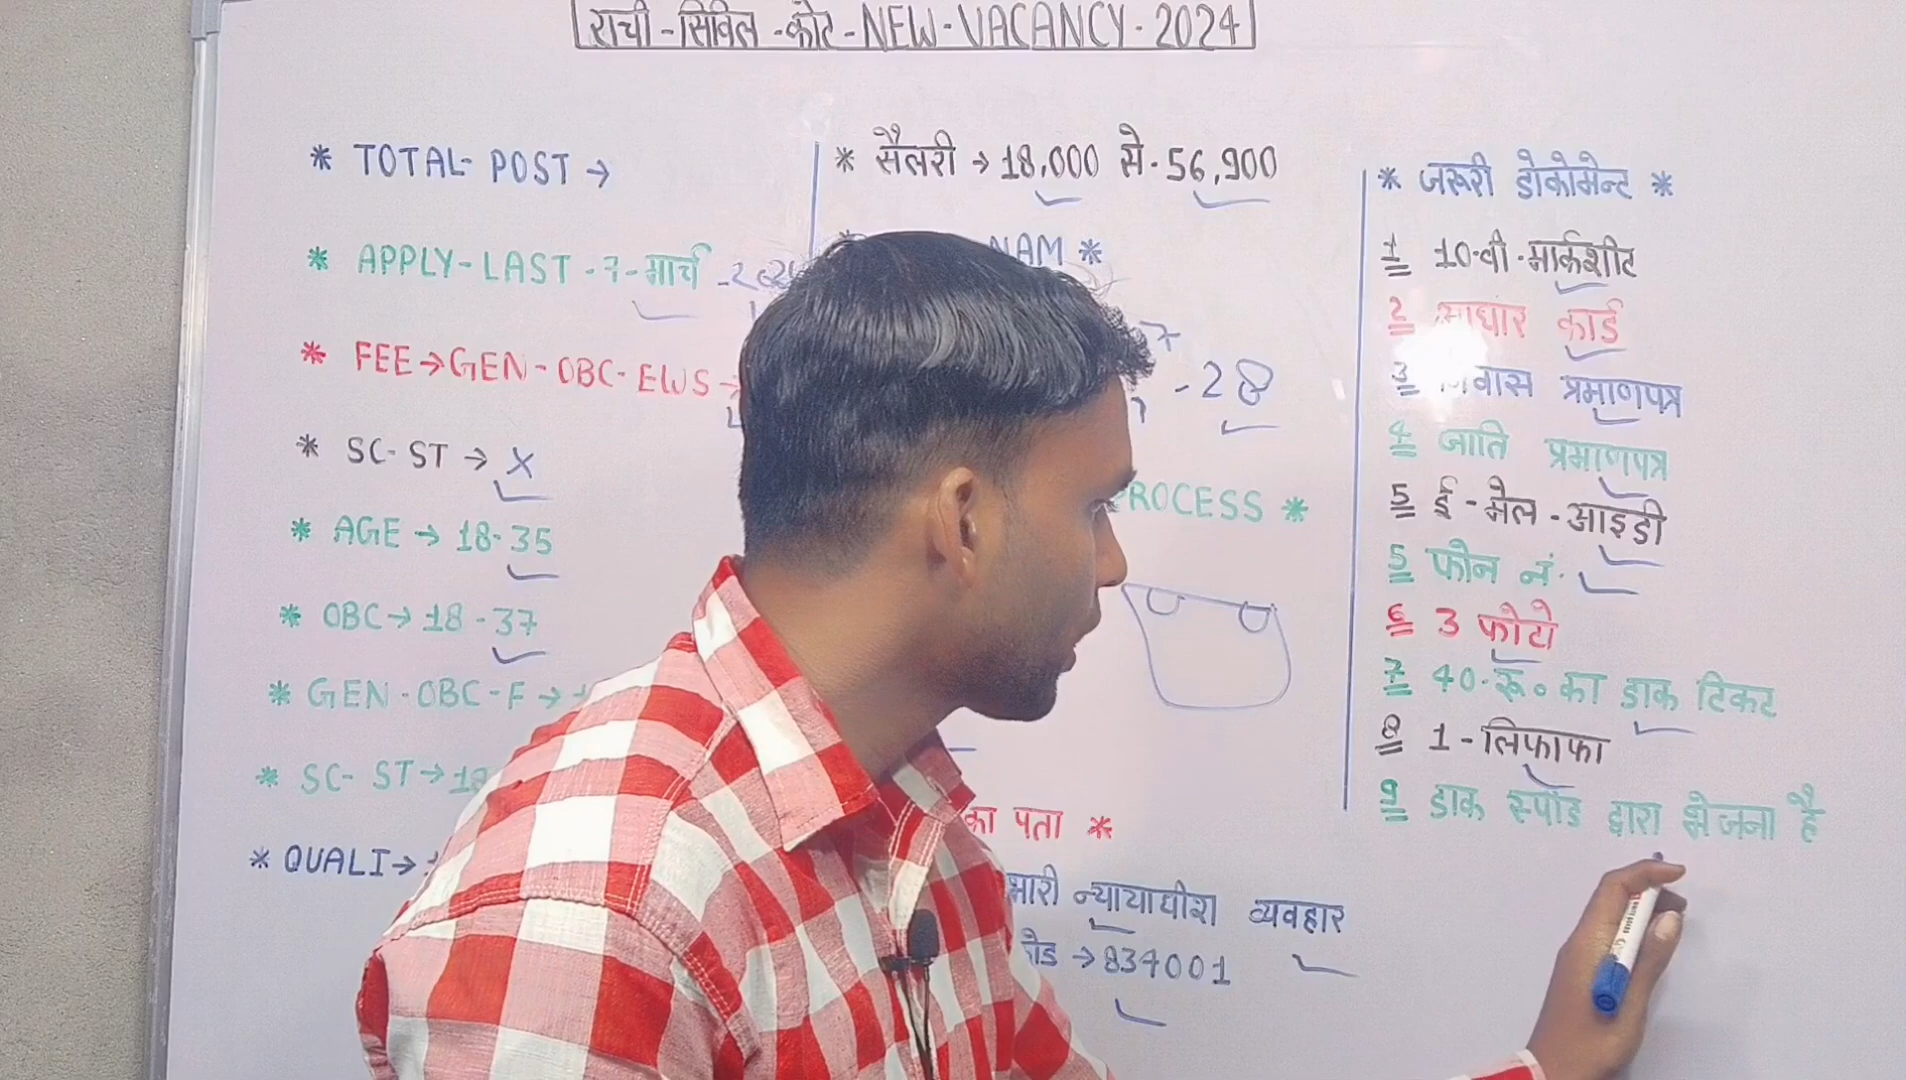 रांची-सिविल-कोर्ट-NEW-VACANCY-2024
* TOTAL- POST →
* APPLY-LAST-7-मार्च-2024
* FEE→GEN-OBC-EWS→
* SC-ST → X
* AGE → 18-35
* OBC→ 18-37
* GEN-OBC-F →
* SC- ST→18
* QUALI→
* सैलरी → 18,000 से-56,900
NAM *
-28
ROCESS *
का पता *
भारी न्यायाधीश व्यवहार
कोड → 834001
* जरूरी डोकोमेन्ट *
1 10-वी-मार्कशीट
2 आधार कार्ड
3 निवास प्रमाणपत्र
4 जाति प्रमाणपत्र
5 ई-मेल-आइडी
5 फोन नं.
6 3 फोटो
7 40-रू० का डाक टिकट
8 1-लिफाफा
9 डाक स्पीड द्वारा भेजना है